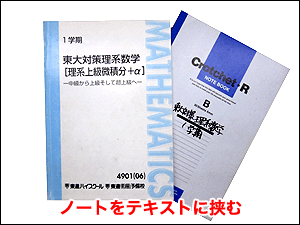 1学期
東大対策理系数学
[理系上級微積分+α]
―中級から上級そして超上級へ―
MATHEMATICS
4901(06)
東進ハイスクール 東進衛星予備校
Crotchet・R
NOTE BOOK
B
東大対策理系数学
1学期
ノートをテキストに挟む